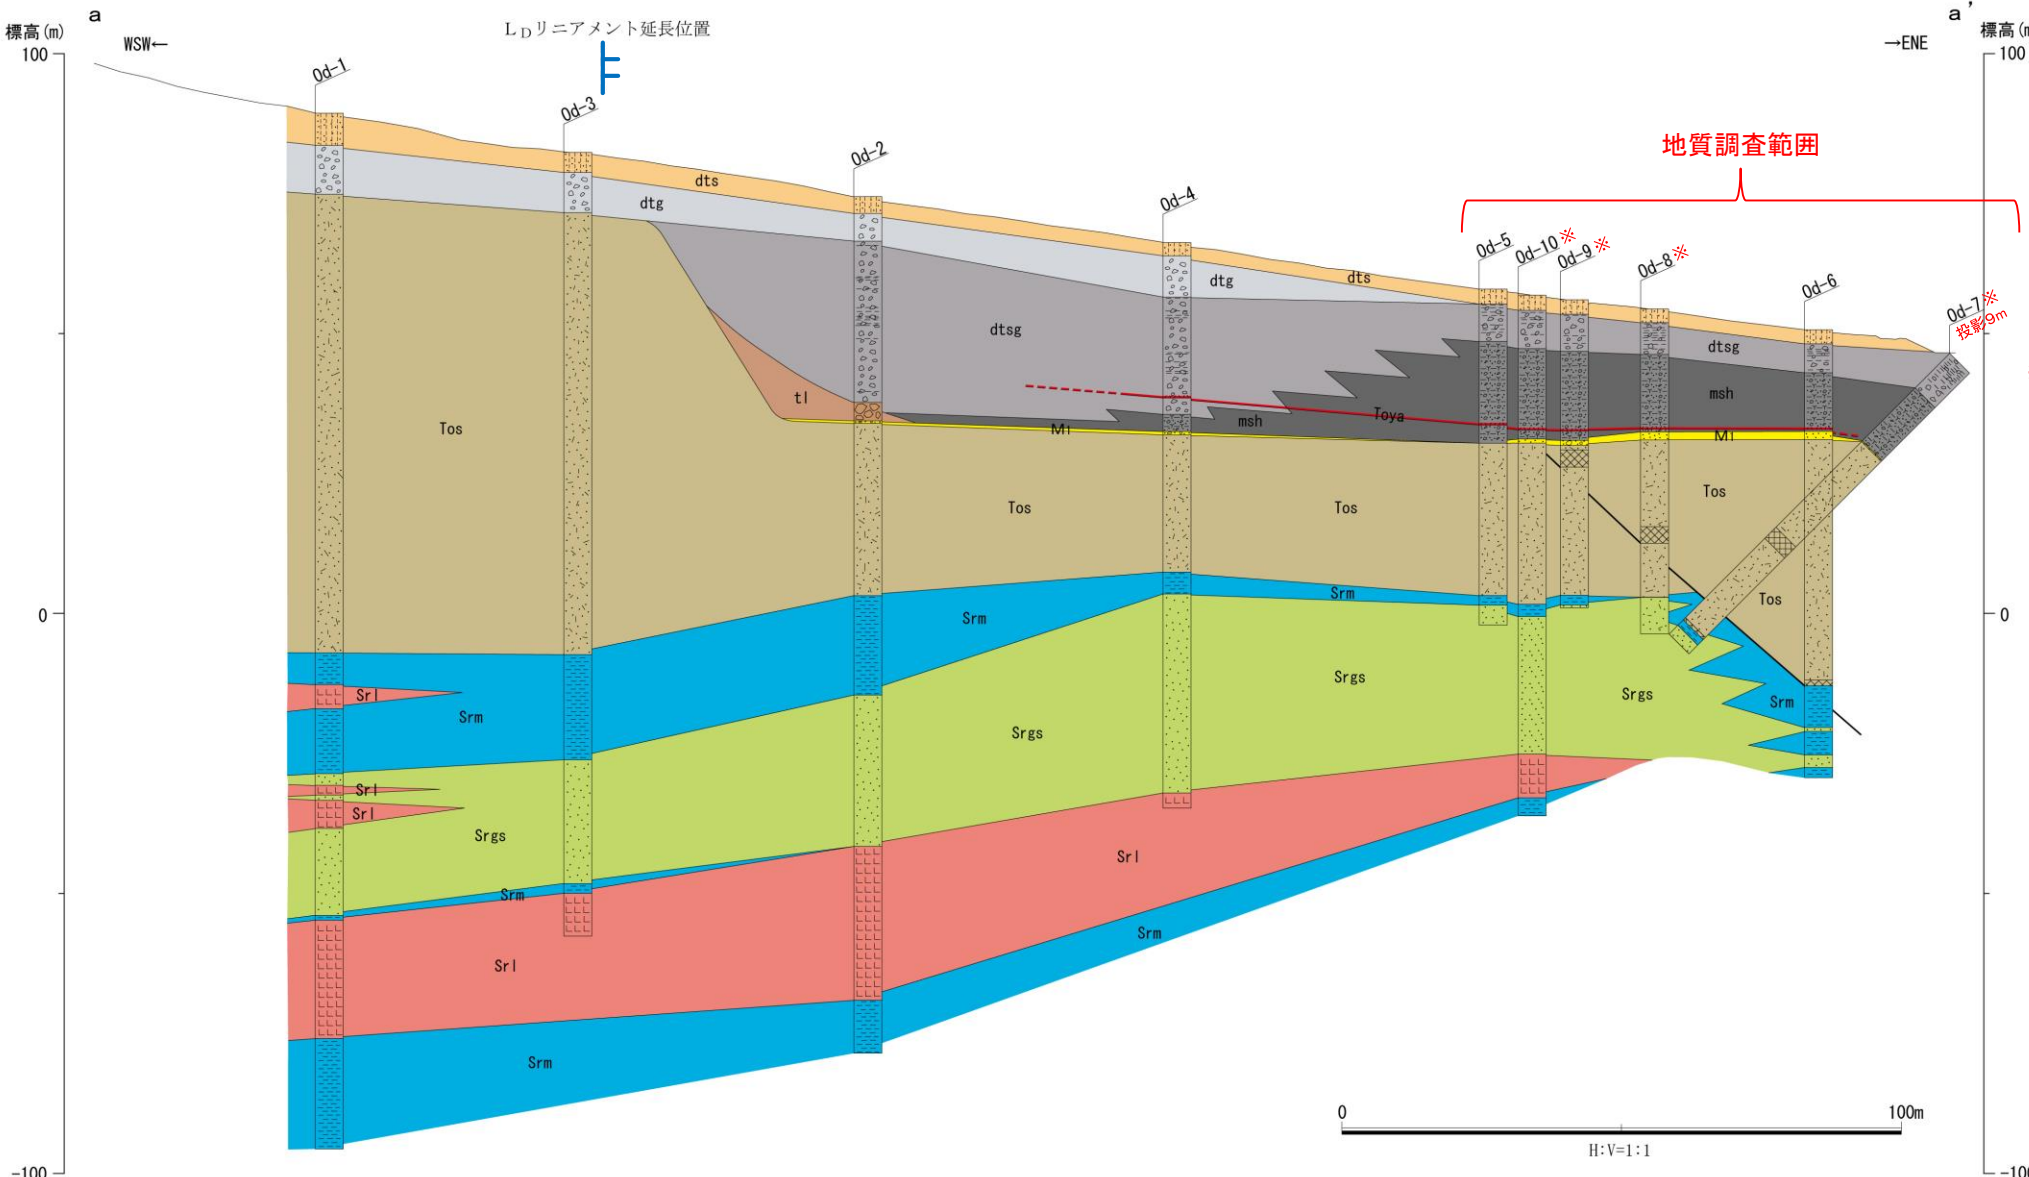 a
a'
標高(m)
標高(m
LDリニアメント延長位置
WSW←
→ENE
100
100
Od-1
Od-3
Od-2
地質調査範囲
Od-4
Od-5
Od-10※
Od-9※
Od-8※
Od-6
Od-7※
投影9m
dts
dtg
dtg
dts
dtsg
dtsg
tl
Toya
msh
msh
M1
M1
Tos
Tos
Tos
Tos
Tos
0
0
Srm
Srm
Srm
Srm
Srl
Srl
Srl
Srgs
Srgs
Srgs
Srgs
Srm
Srl
Srl
Srm
Srm
0
100m
H:V=1:1
-100
-100